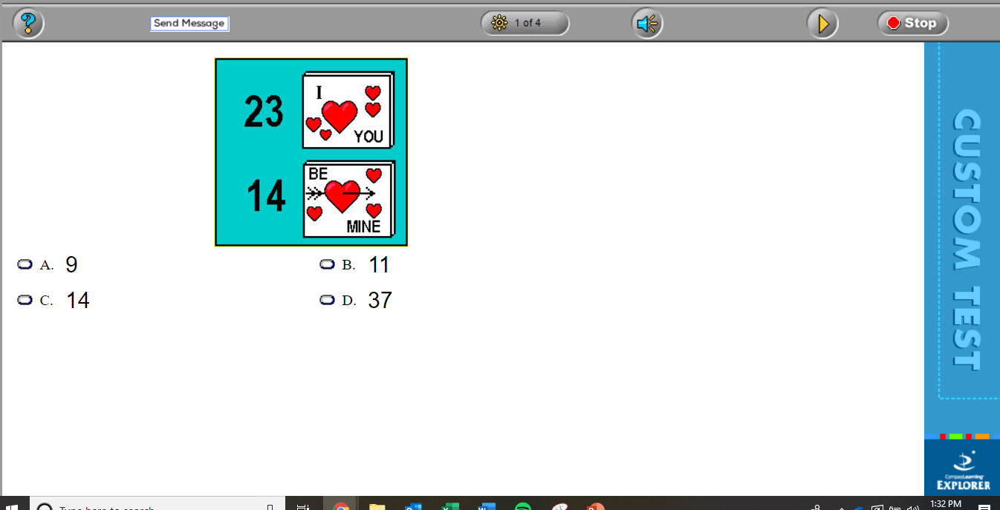 Send Message
1 of 4
Stop
23
I
YOU
14
BE
MINE
A. 9
B. 11
C. 14
D. 37
CUSTOM TEST
CompassLearning
EXPLORER
1:32 PM